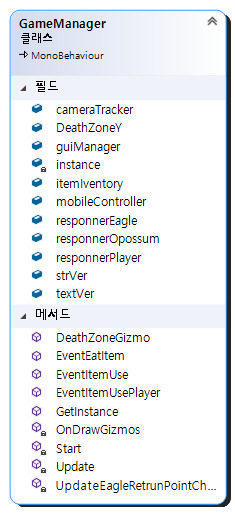 GameManager
클래스
MonoBehaviour
필드
cameraTracker
DeathZoneY
guiManager
instance
itemIventory
mobileController
responnerEagle
responnerOpossum
responnerPlayer
strVer
textVer
메서드
DeathZoneGizmo
EventEatItem
EventItemUse
EventItemUsePlayer
GetInstance
OnDrawGizmos
Start
Update
UpdateEagleRetrunPointCh...